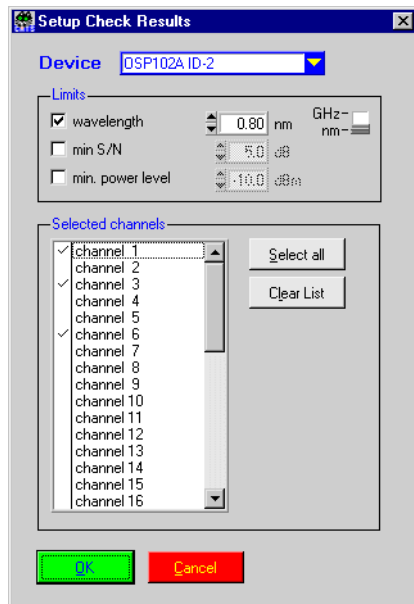 Setup Check Results
Device OSP102A ID-2
Limits
wavelength 0.80 nm GHz-
nm-
min S/N 5.0 dB
min. power level -10.0 dBm
Selected channels
channel 1
channel 2
channel 3
channel 4
channel 5
channel 6
channel 7
channel 8
channel 9
channel 10
channel 11
channel 12
channel 13
channel 14
channel 15
channel 16
Select all
Clear List
OK Cancel